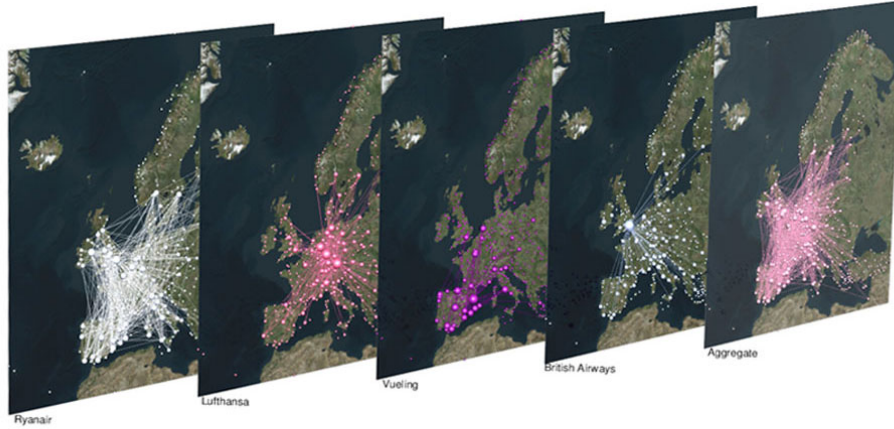 Ryanair
Lufthansa
Vueling
British Airways
Aggregate